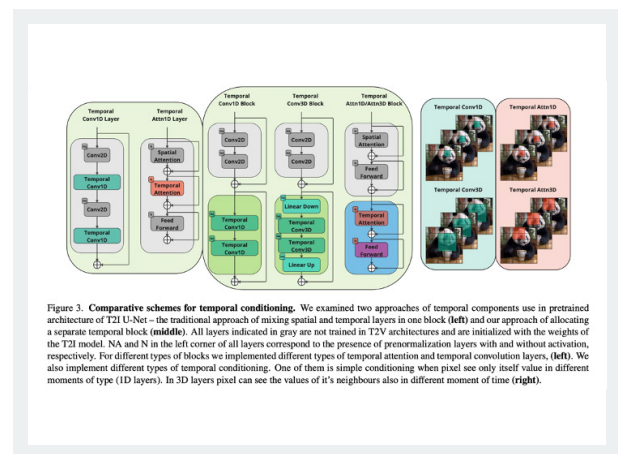 Temporal
Conv1D Layer
Temporal
Attn1D Layer
Temporal
Conv1D Block
Temporal
Conv3D Block
Temporal
Attn1D/Attn3D Block
Temporal Conv1D
Temporal Attn1D
Conv2D
Temporal
Conv1D
Conv2D
Temporal
Conv1D
Spatial
Attention
Temporal
Attention
Feed
Forward
Conv2D
Conv2D
Temporal
Conv1D
Temporal
Conv1D
Conv2D
Conv2D
Linear Down
Temporal
Conv3D
Temporal
Conv3D
Linear Up
Spatial
Attention
Feed
Forward
Temporal
Attention
Feed
Forward
Temporal Conv3D
Temporal Attn3D
Figure 3. Comparative schemes for temporal conditioning. We examined two approaches of temporal components use in pretrained
architecture of T2I U-Net – the traditional approach of mixing spatial and temporal layers in one block (left) and our approach of allocating
a separate temporal block (middle). All layers indicated in gray are not trained in T2V architectures and are initialized with the weights of
the T2I model. NA and N in the left corner of all layers correspond to the presence of prenormalization layers with and without activation,
respectively. For different types of blocks we implemented different types of temporal attention and temporal convolution layers, (left). We
also implement different types of temporal conditioning. One of them is simple conditioning when pixel see only itself value in different
moments of type (1D layers). In 3D layers pixel can see the values of it's neighbours also in different moment of time (right).